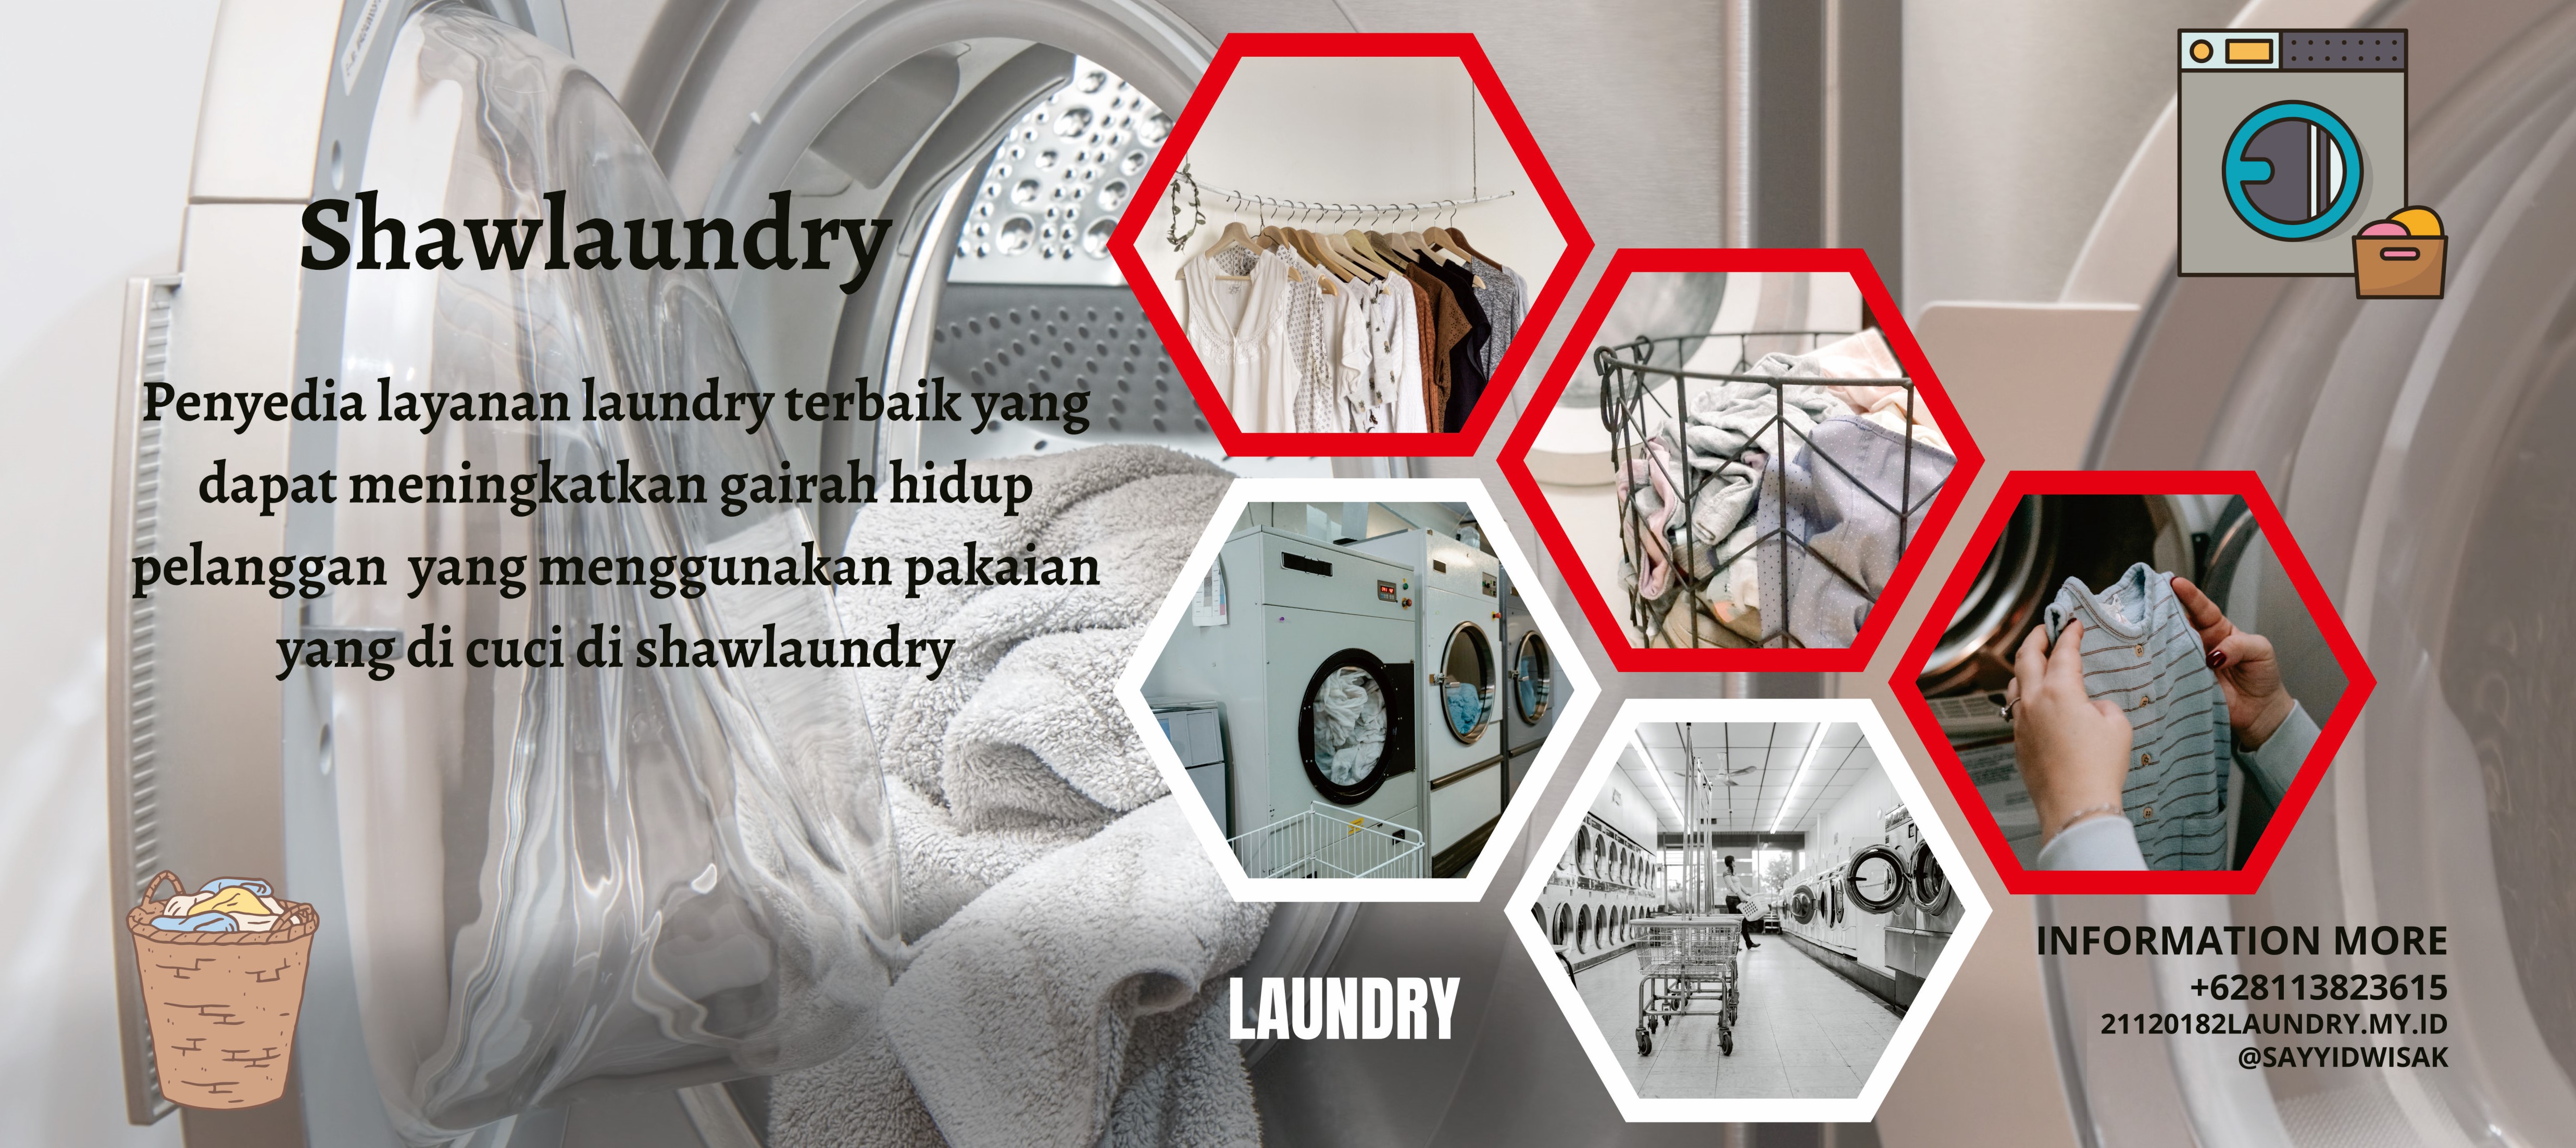 Shawlaundry
Penyedia layanan laundry terbaik yang
dapat meningkatkan gairah hidup
pelanggan yang menggunakan pakaian
yang di cuci di shawlaundry
LAUNDRY
INFORMATION MORE
+628113823615
21120182LAUNDRY.MY.ID
@SAYYIDWISAK